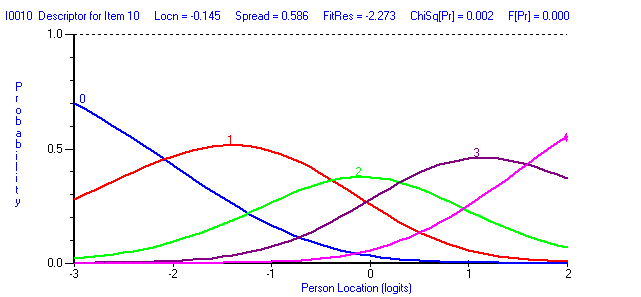 I0010 Descriptor for Item 10 Locn = -0.145 Spread = 0.586 FitRes = -2.273 ChiSq[Pr] = 0.002 F[Pr] = 0.000
1.0
Probability
0
1
2
3
4
0.5
0.0
-3 -2 -1 0 1 2
Person Location (logits)